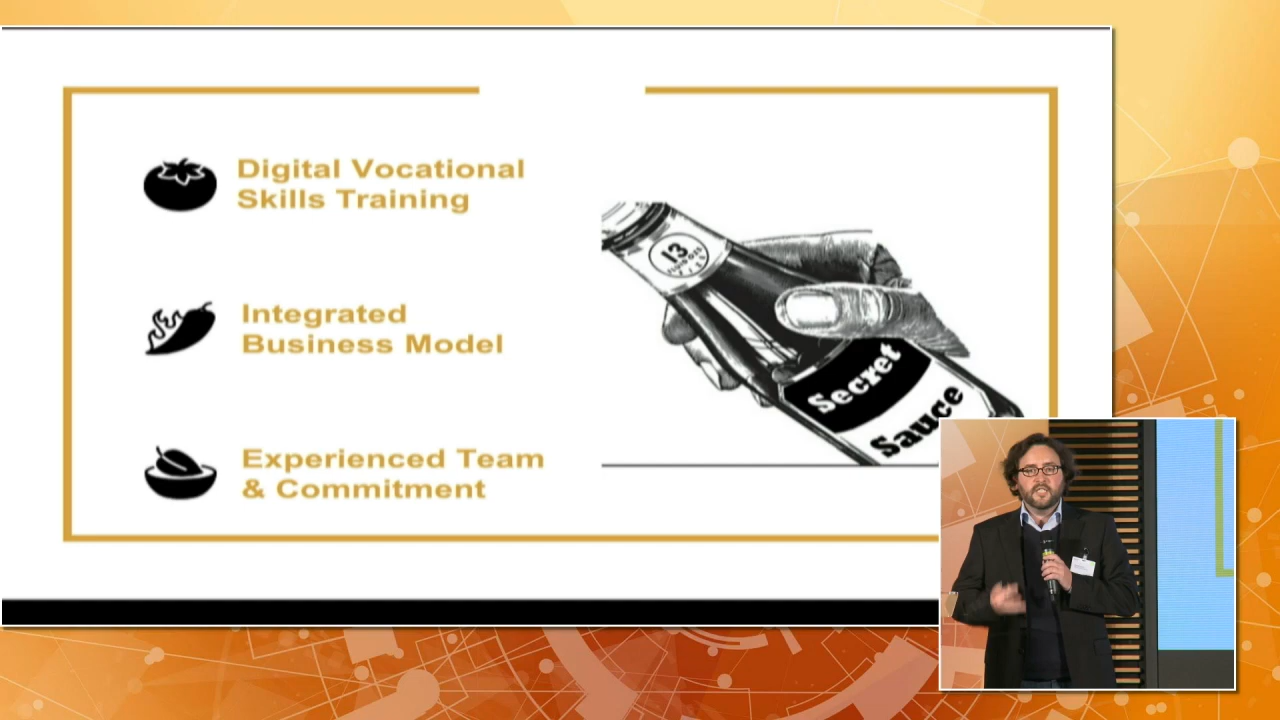 Digital Vocational
Skills Training
Integrated
Business Model
Experienced Team
& Commitment
13
Secret
Sauce